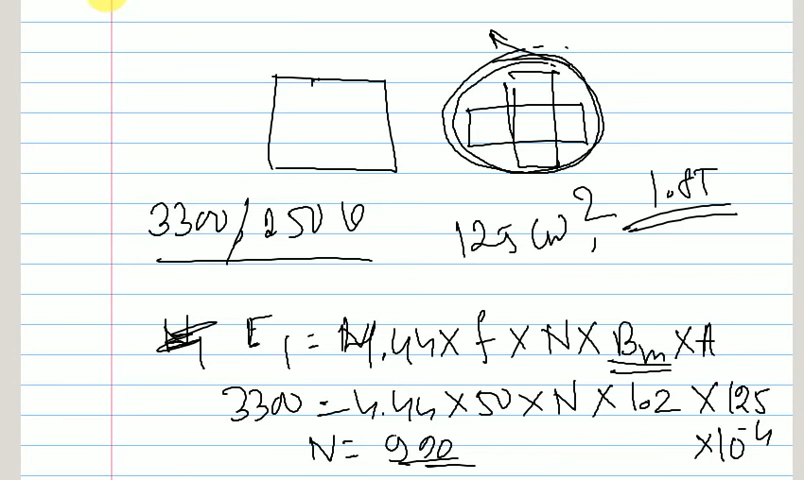 3300/250 V
125 cm², 1.8T
E₁ = 4.44 × f × N × Bm × A
3300 = 4.44 × 50 × N × 1.2 × 125
×10⁻⁴
N = 990